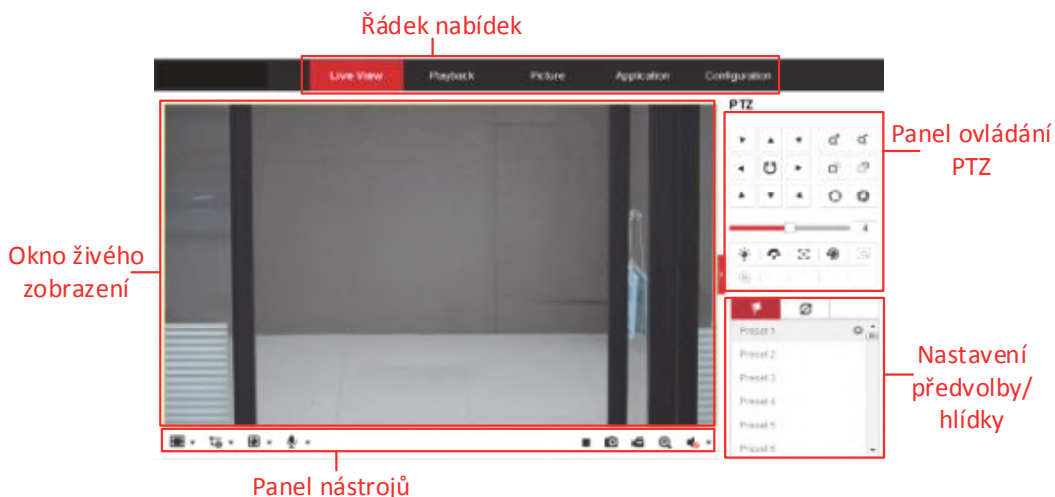 Řádek nabídek
Live View Playback Picture Application Configuration
PTZ
Panel ovládání
PTZ
4
Okno živého
zobrazení
Preset 1
Preset 2
Preset 3
Preset 4
Preset 5
Preset 6
Nastavení
předvolby/
hlídky
Panel nástrojů